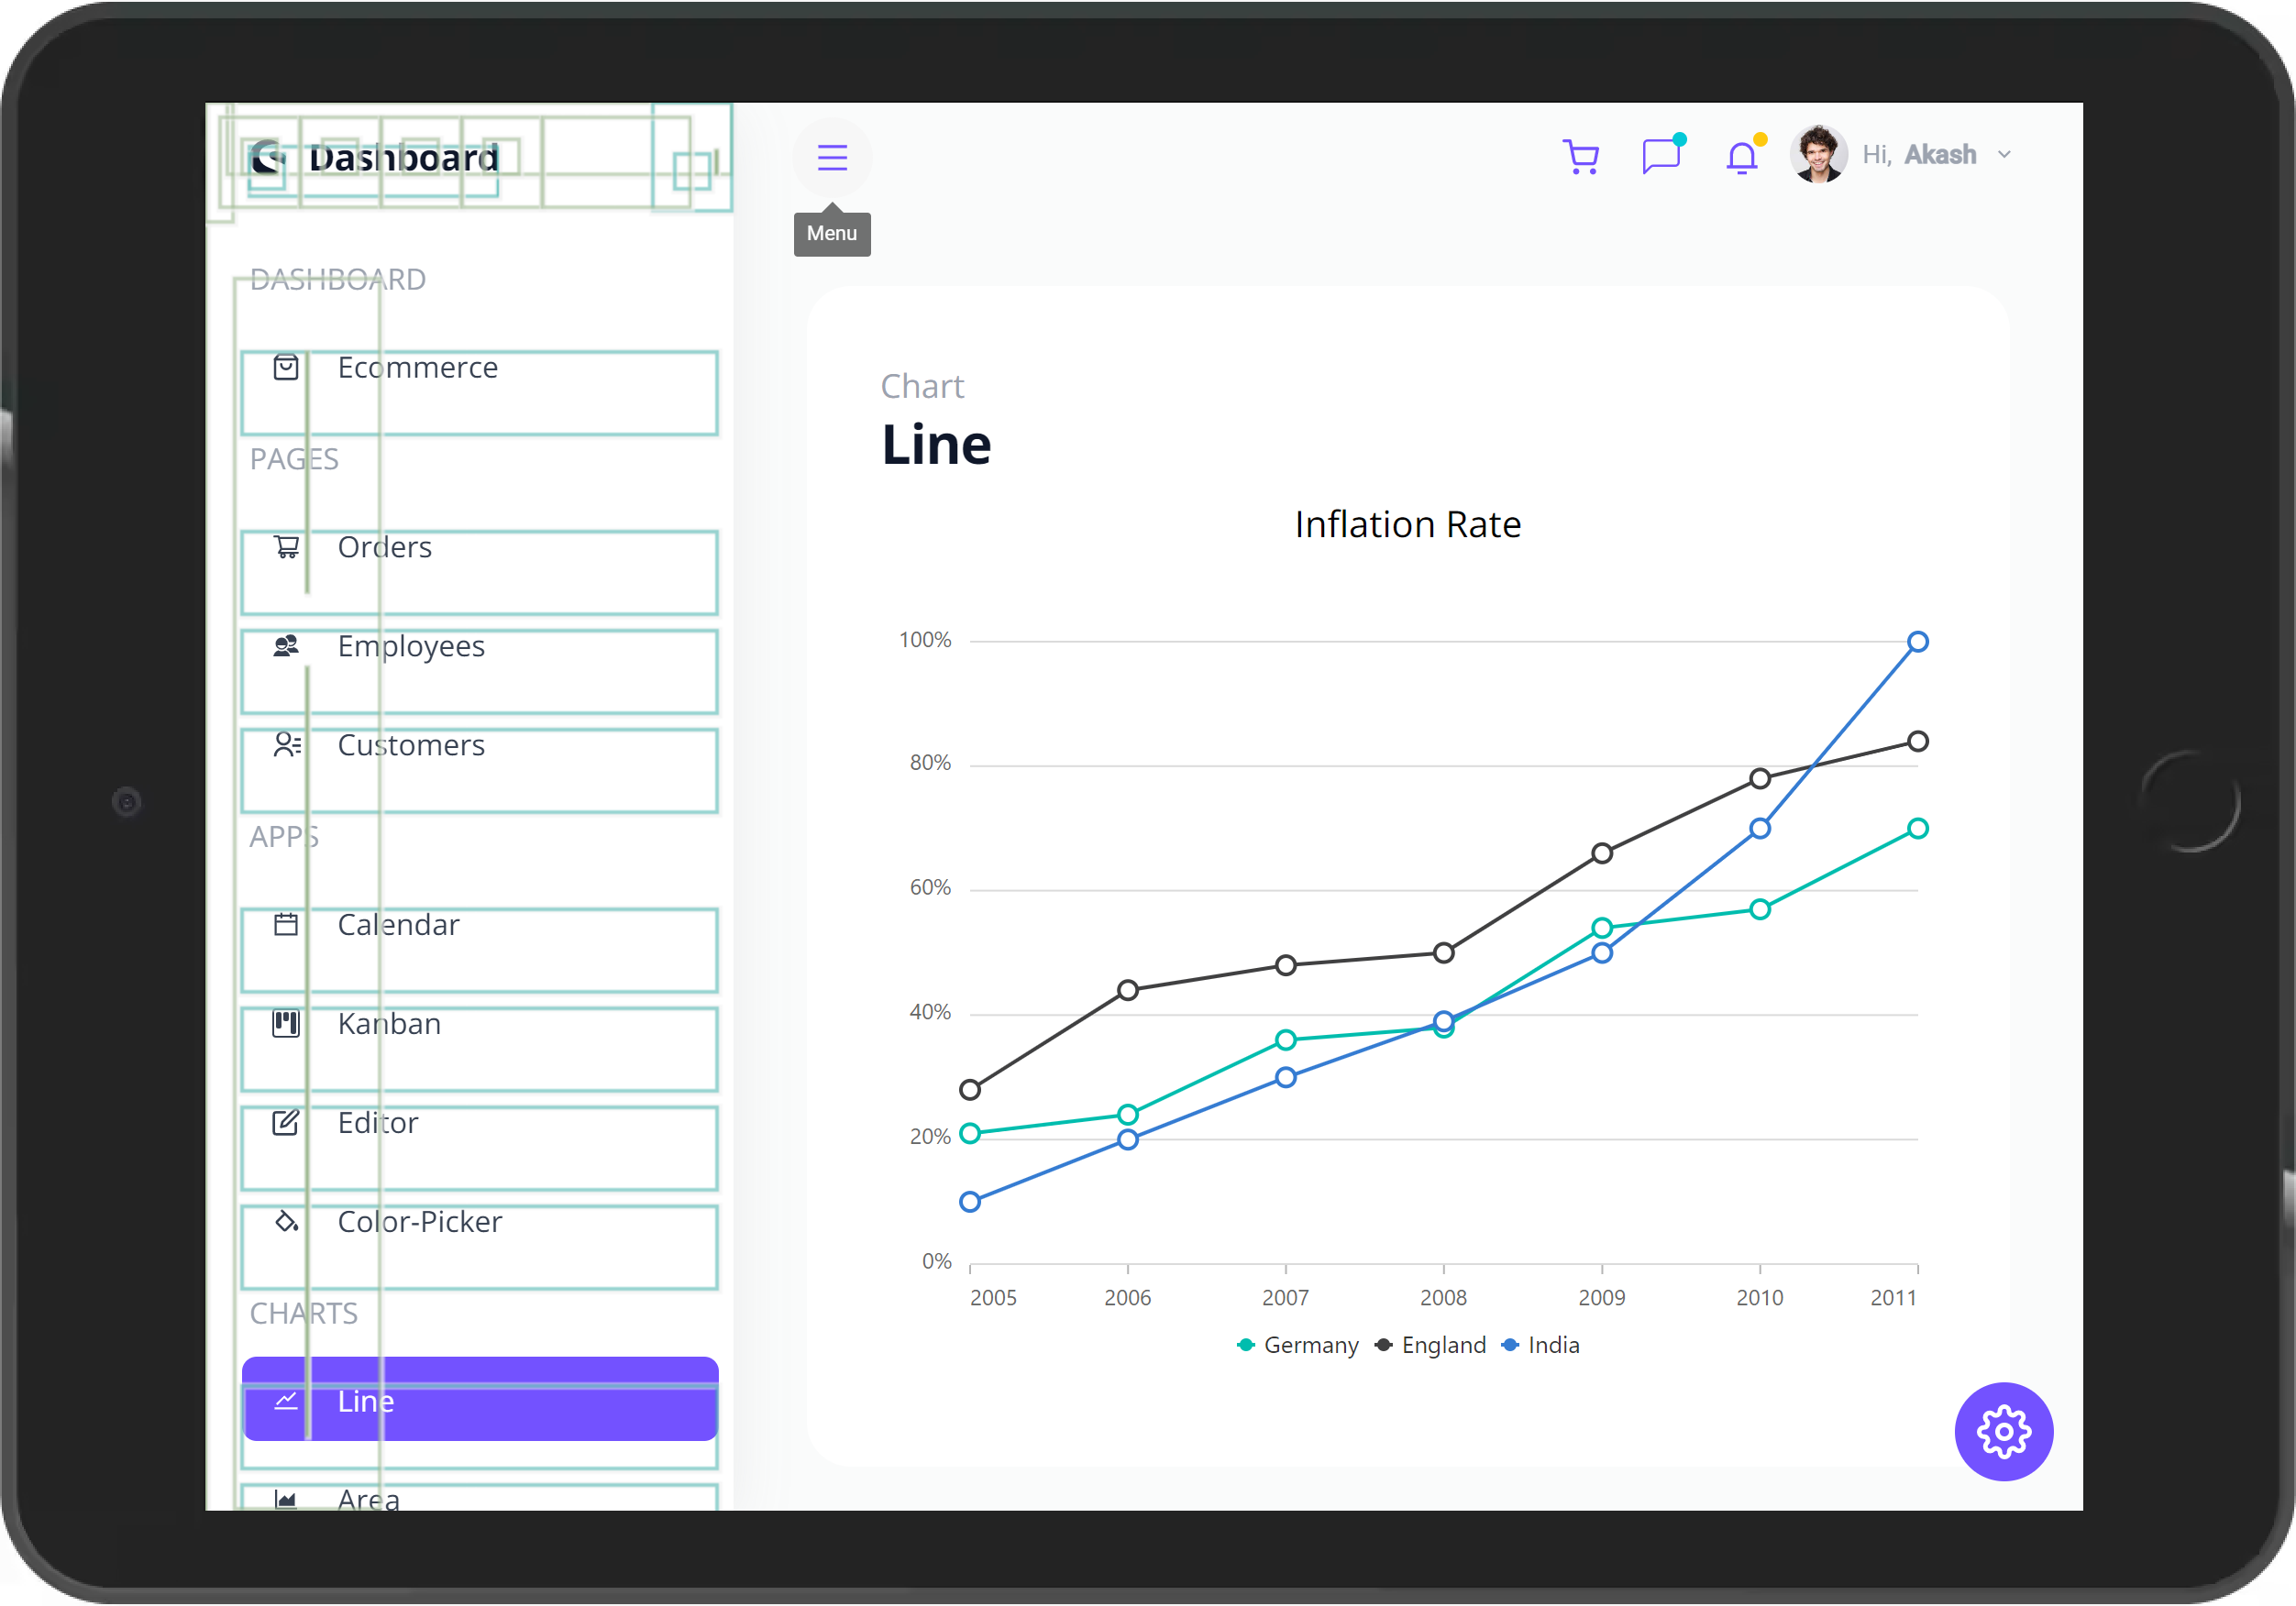 Dashboard
Menu
Hi, Akash
DASHBOARD
Ecommerce
PAGES
Orders
Employees
Customers
APPS
Calendar
Kanban
Editor
Color-Picker
CHARTS
Line
Area
Chart
Line
Inflation Rate
100%
80%
60%
40%
20%
0%
2005 2006 2007 2008 2009 2010 2011
Germany England India